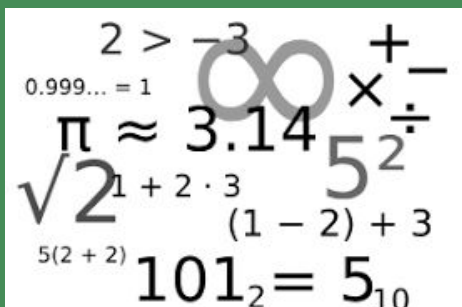 2 > −3
∞
+
−
0.999... = 1
×
÷
π ≈ 3.14
√2
1 + 2 · 3
5²
(1 − 2) + 3
5(2 + 2)
101₂ = 5₁₀